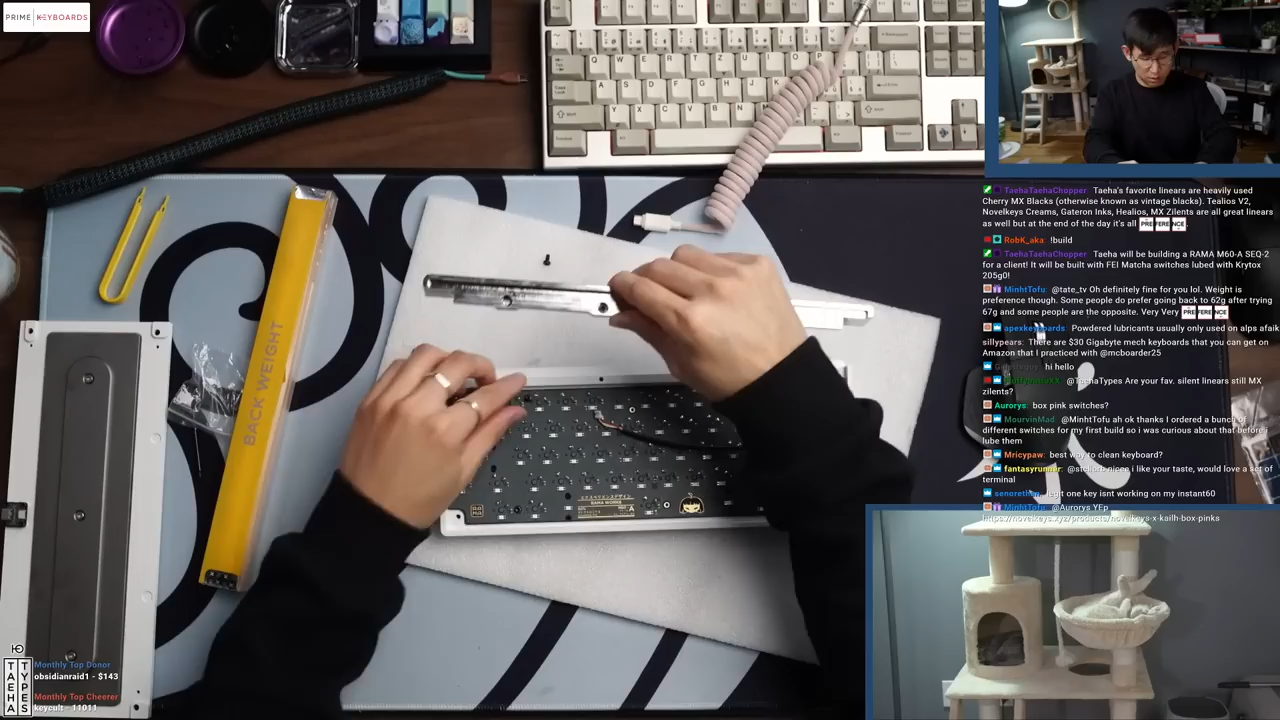 PRIME | KEYBOARDS
BACK WEIGHT
RAMA WORKS
TaehaTaehaChopper Taeha's favorite linears are heavily used
Cherry MX Blacks (otherwise known as vintage blacks). Tealios V2,
Novelkeys Creams, Gateron Inks, Healios, MX Zilents are all great linears
as well but at the end of the day it's all PREFERENCE
RobK_aka: !build
TaehaTaehaChopper Taeha will be building a RAMA M60-A SEQ-2
for a client! It will be built with FEI Matcha switches lubed with Krytox
205g0!
MinhtTofu: @tate_tv Oh definitely fine for you lol. Weight is
preference though. Some people do prefer going back to 62g after trying
67g and some people are opposite. Very Very PREFERENCE
apexkeyboards: Powdered lubricants usually only used on alps afaik
sillypears: There are $30 Gigabyte mech keyboards that you can get on
Amazon that I practiced with @mcboarder25
hi hello
@TaehaTypes Are your fav. silent linears still MX
zilents?
Aurorys: box pink switches?
MourvinMad: @MinhtTofu ah ok thanks I ordered a bunch of
different switches for my first build so i was curious about that before i
lube them
Mricypaw: best way to clean keyboard?
fantasyrunner: nicee i like your taste, would love a set of
terminal
legit one key isnt working on my instant60
MinhtTofu: @Aurorys YEp
https://novelkeys.xyz/products/novelkeys-x-kailh-box-pinks
TAEHA TYPES
Monthly Top Donor
obsidianraid1 - $143
Monthly Top Cheerer
keycult - 11011